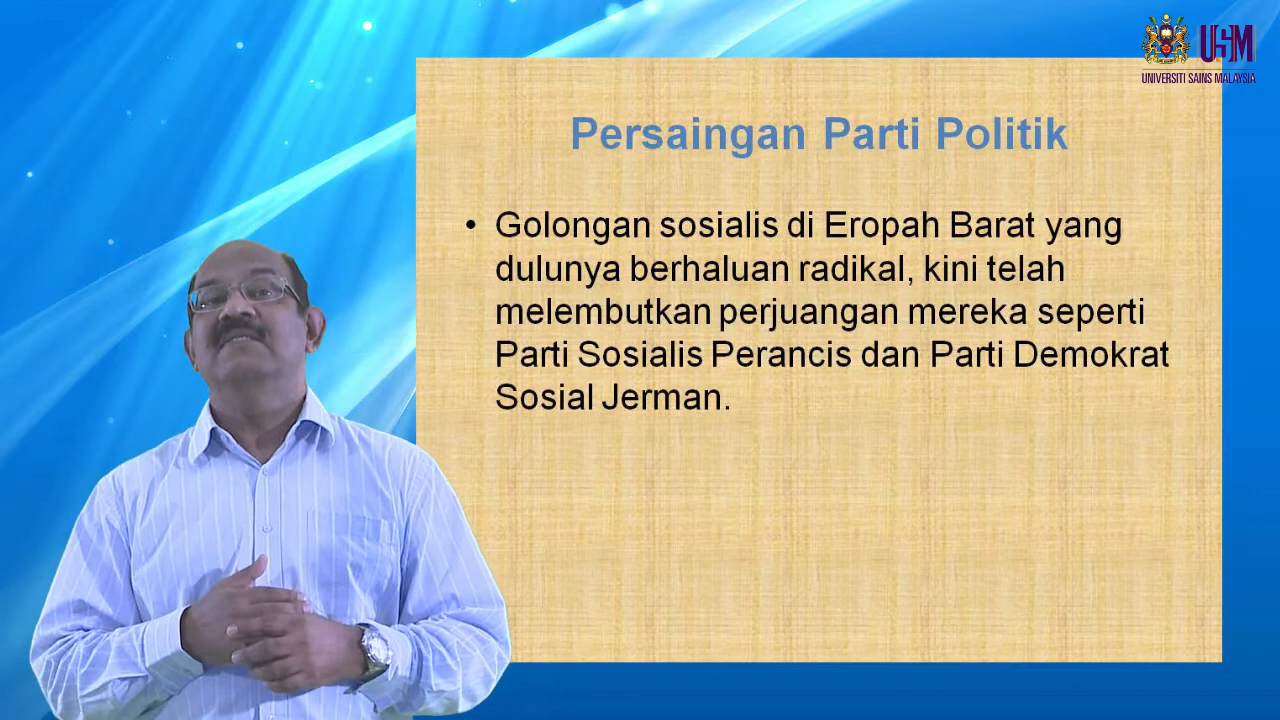 USM
UNIVERSITI SAINS MALAYSIA
Persaingan Parti Politik
• Golongan sosialis di Eropah Barat yang
dulunya berhaluan radikal, kini telah
melembutkan perjuangan mereka seperti
Parti Sosialis Perancis dan Parti Demokrat
Sosial Jerman.